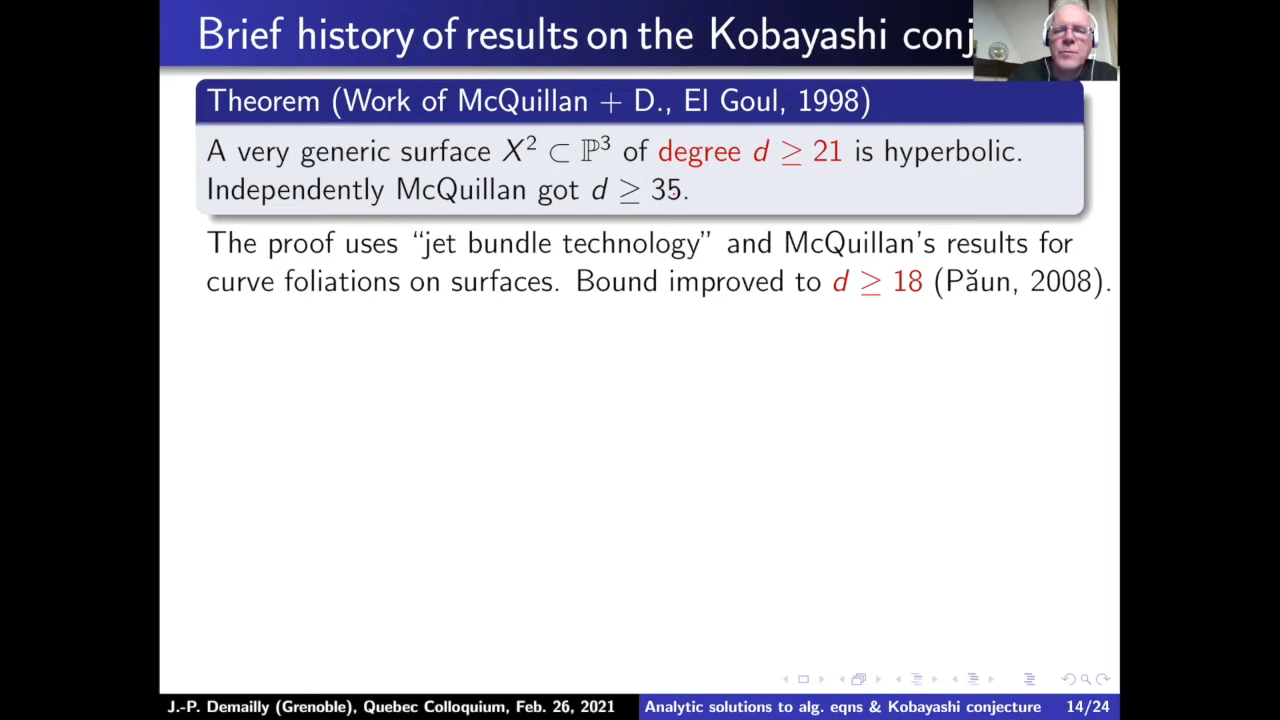 Brief history of results on the Kobayashi conj
Theorem (Work of McQuillan + D., El Goul, 1998)
A very generic surface X² ⊂ ℙ³ of degree d ≥ 21 is hyperbolic.
Independently McQuillan got d ≥ 35.
The proof uses “jet bundle technology” and McQuillan’s results for
curve foliations on surfaces. Bound improved to d ≥ 18 (Păun, 2008).
J.-P. Demailly (Grenoble), Quebec Colloquium, Feb. 26, 2021
Analytic solutions to alg. eqns & Kobayashi conjecture
14/24